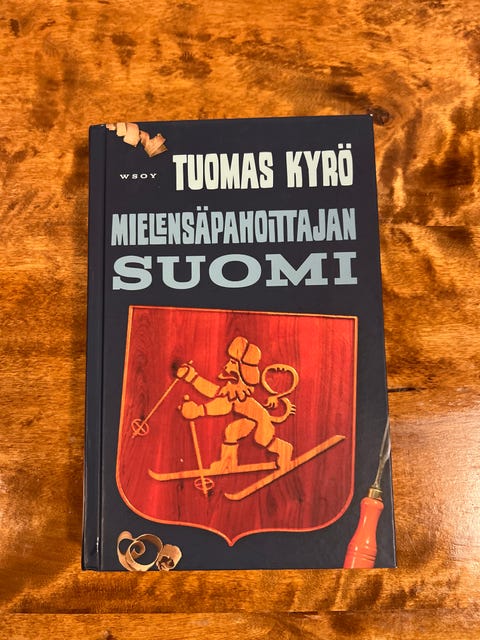 WSOY
TUOMAS KYRÖ
MIELENSÄPAHOITTAJAN
SUOMI